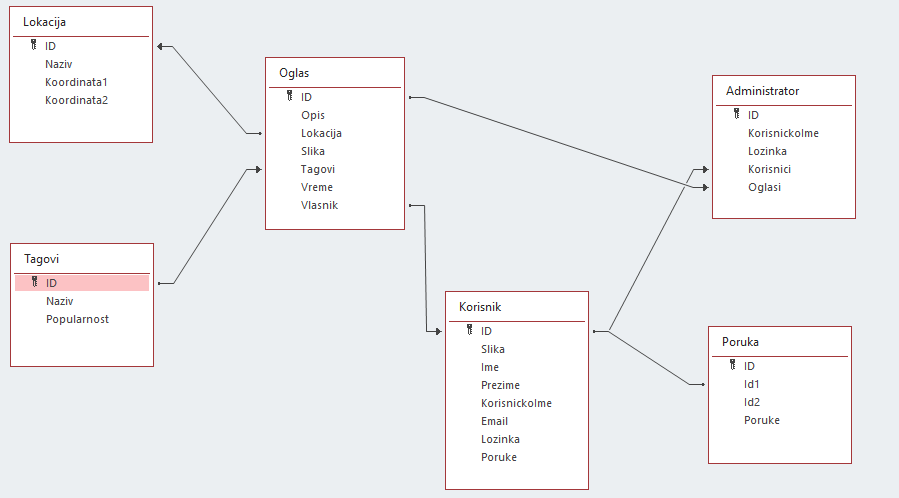 Lokacija
ID
Naziv
Koordinata1
Koordinata2
Tagovi
ID
Naziv
Popularnost
Oglas
ID
Opis
Lokacija
Slika
Tagovi
Vreme
Vlasnik
Korisnik
ID
Slika
Ime
Prezime
KorisnickoIme
Email
Lozinka
Poruke
Administrator
ID
KorisnickoIme
Lozinka
Korisnici
Oglasi
Poruka
ID
Id1
Id2
Poruke